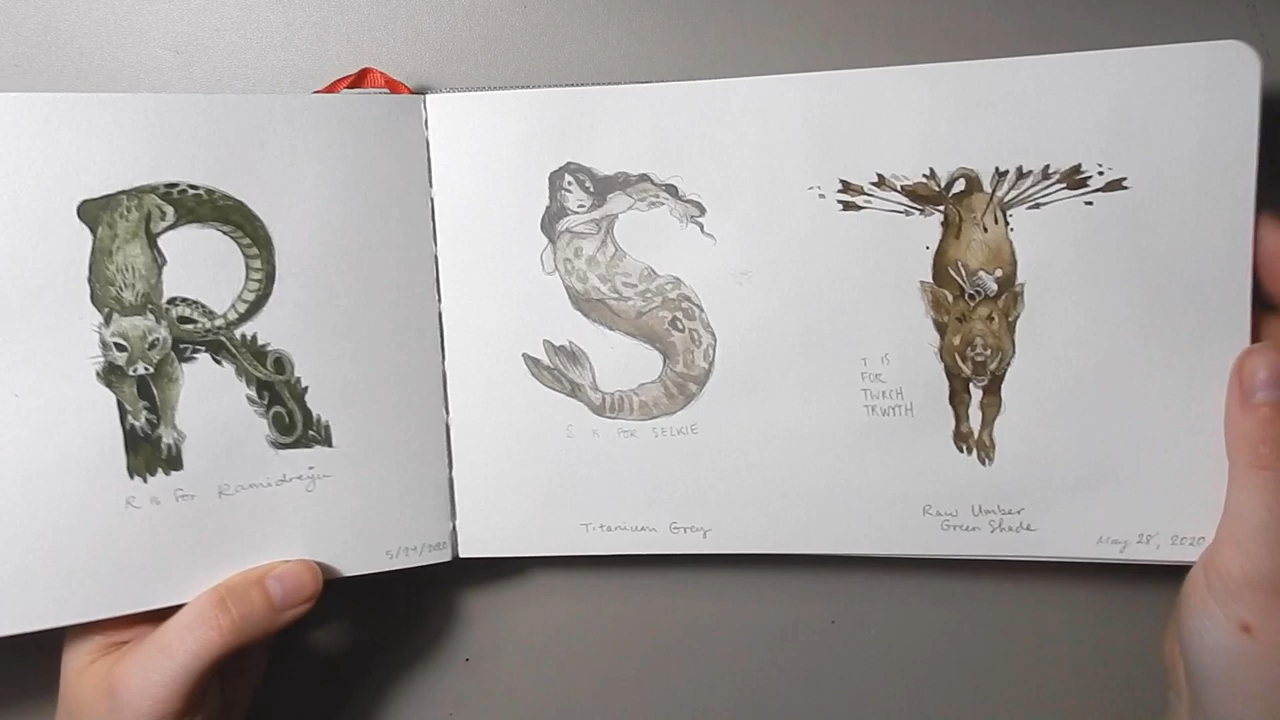 R is for Ramidreju
5/27/2020
S IS FOR SELKIE
Titanium Grey
T IS
FOR
TWRCH
TRWYTH
Raw Umber
Green Shade
May 28, 2020